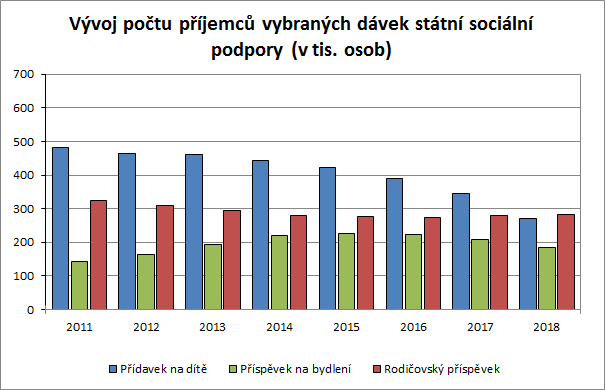 Vývoj počtu příjemců vybraných dávek státní sociální
podpory (v tis. osob)
700
600
500
400
300
200
100
0
2011 2012 2013 2014 2015 2016 2017 2018
Přídavek na dítě Příspěvek na bydlení Rodičovský příspěvek